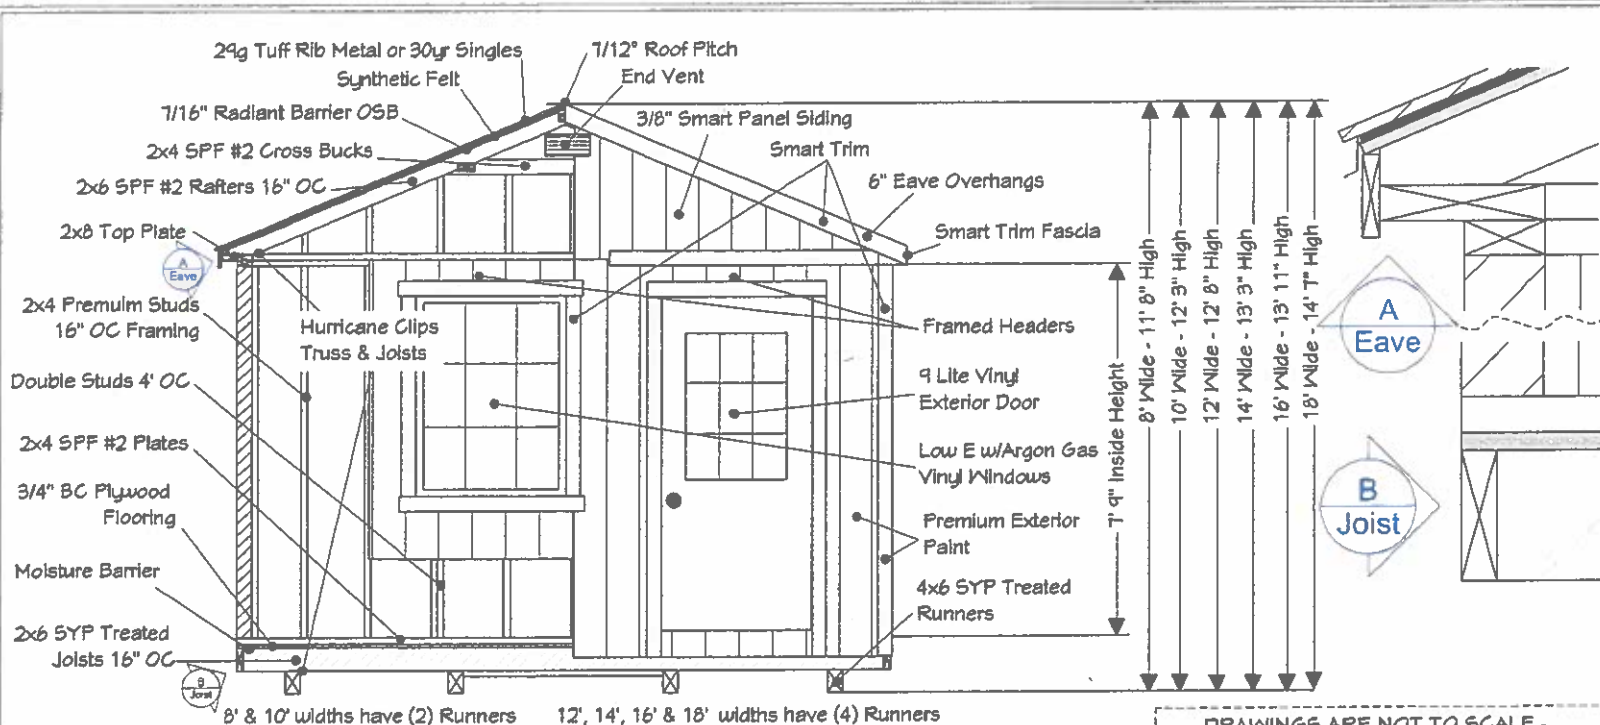 29g Tuff Rib Metal or 30yr Singles
Synthetic Felt
7/16" Radiant Barrier OSB
2x4 SPF #2 Cross Bucks
2x6 SPF #2 Rafters 16" OC
2x8 Top Plate
A
Eave
2x4 Premuim Studs
16" OC Framing
Double Studs 4' OC
2x4 SPF #2 Plates
3/4" BC Plywood
Flooring
Moisture Barrier
2x6 SYP Treated
Joists 16" OC
B
Joist
Hurricane Clips
Truss & Joists
7/12" Roof Pitch
End Vent
3/8" Smart Panel Siding
Smart Trim
6" Eave Overhangs
Smart Trim Fascia
Framed Headers
9 Lite Vinyl
Exterior Door
Low E w/Argon Gas
Vinyl Windows
Premium Exterior
Paint
4x6 SYP Treated
Runners
7' 9" Inside Height
8' Wide - 11' 8" High
10' Wide - 12' 3" High
12' Wide - 12' 8" High
14' Wide - 13' 3" High
16' Wide - 13' 11" High
18' Wide - 14' 7" High
A
Eave
B
Joist
8' & 10' widths have (2) Runners
12', 14', 16' & 18' widths have (4) Runners
DRAWINGS ARE NOT TO SCALE -